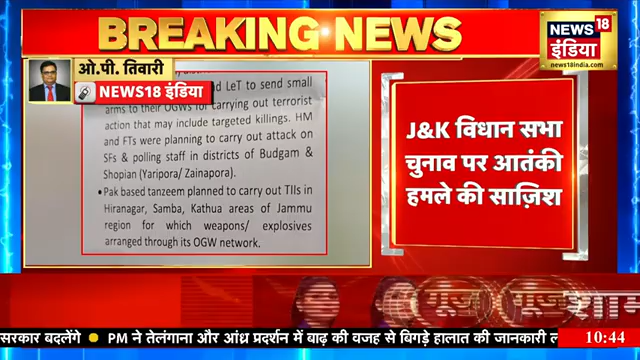 BREAKING NEWS
NEWS 18
इंडिया
news18india.com
ओ.पी. तिवारी
NEWS18 इंडिया
LeT to send small
arms to their OGWs for carrying out terrorist
action that may include targeted killings. HM
and FTs were planning to carry out attack on
SFs & polling staff in districts of Budgam &
Shopian (Yaripora/ Zainapora).
•Pak based tanzeem planned to carry out TIIs in
Hiranagar, Samba, Kathua areas of Jammu
region for which weapons/ explosives
arranged through its OGW network.
J&K विधान सभा
चुनाव पर आतंकी
हमले की साज़िश
गूंज
सरकार बदलेंगे • PM ने तेलंगाना और आंध्र प्रदर्शन में बाढ़ की वजह से बिगड़े हालात की जानकारी
10:44